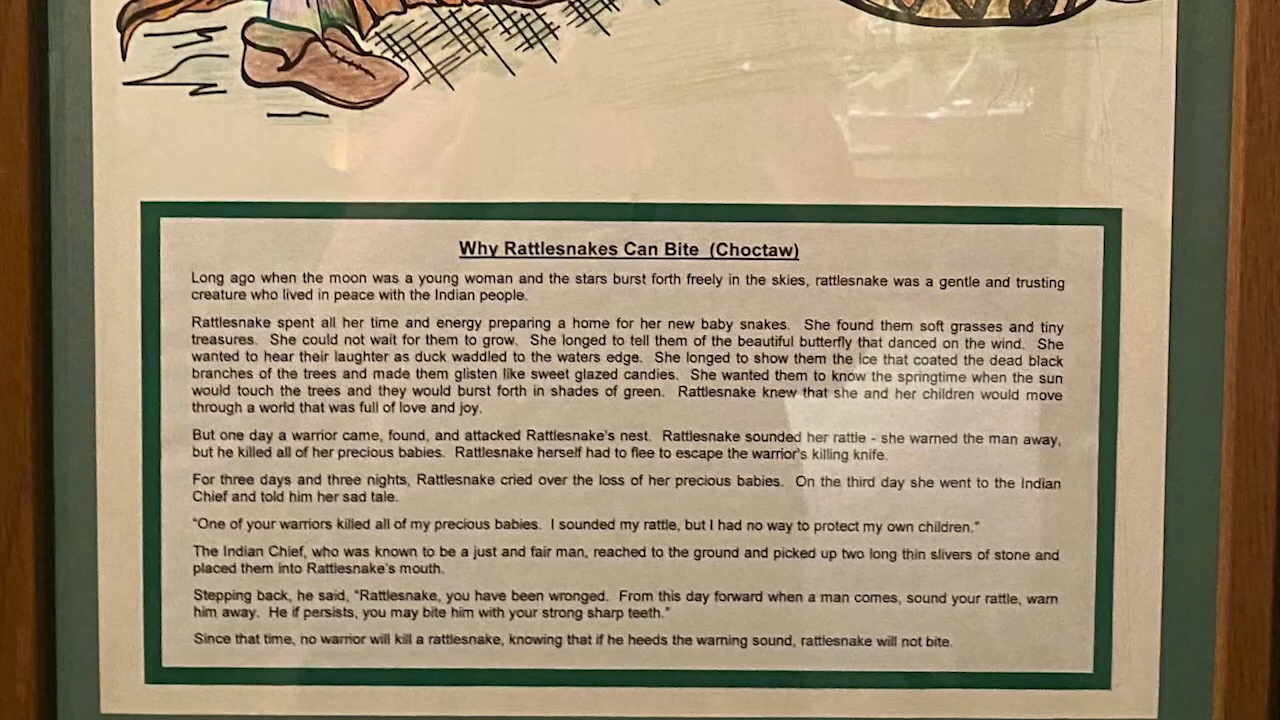 Why Rattlesnakes Can Bite (Choctaw)
Long ago when the moon was a young woman and the stars burst forth freely in the skies, rattlesnake was a gentle and trusting
creature who lived in peace with the Indian people.
Rattlesnake spent all her time and energy preparing a home for her new baby snakes. She found them soft grasses and tiny
treasures. She could not wait for them to grow. She longed to tell them of the beautiful butterfly that danced on the wind. She
wanted to hear their laughter as duck waddled to the waters edge. She longed to show them the ice that coated the dead black
branches of the trees and made them glisten like sweet glazed candies. She wanted them to know the springtime when the sun
would touch the trees and they would burst forth in shades of green. Rattlesnake knew that she and her children would move
through a world that was full of love and joy.
But one day a warrior came, found, and attacked Rattlesnake's nest. Rattlesnake sounded her rattle - she warned the man away,
but he killed all of her precious babies. Rattlesnake herself had to flee to escape the warrior's killing knife.
For three days and three nights, Rattlesnake cried over the loss of her precious babies. On the third day she went to the Indian
Chief and told him her sad tale.
"One of your warriors killed all of my precious babies. I sounded my rattle, but I had no way to protect my own children."
The Indian Chief, who was known to be a just and fair man, reached to the ground and picked up two long thin slivers of stone and
placed them into Rattlesnake's mouth.
Stepping back, he said, "Rattlesnake, you have been wronged. From this day forward when a man comes, sound your rattle, warn
him away. He if persists, you may bite him with your strong sharp teeth."
Since that time, no warrior will kill a rattlesnake, knowing that if he heeds the warning sound, rattlesnake will not bite.